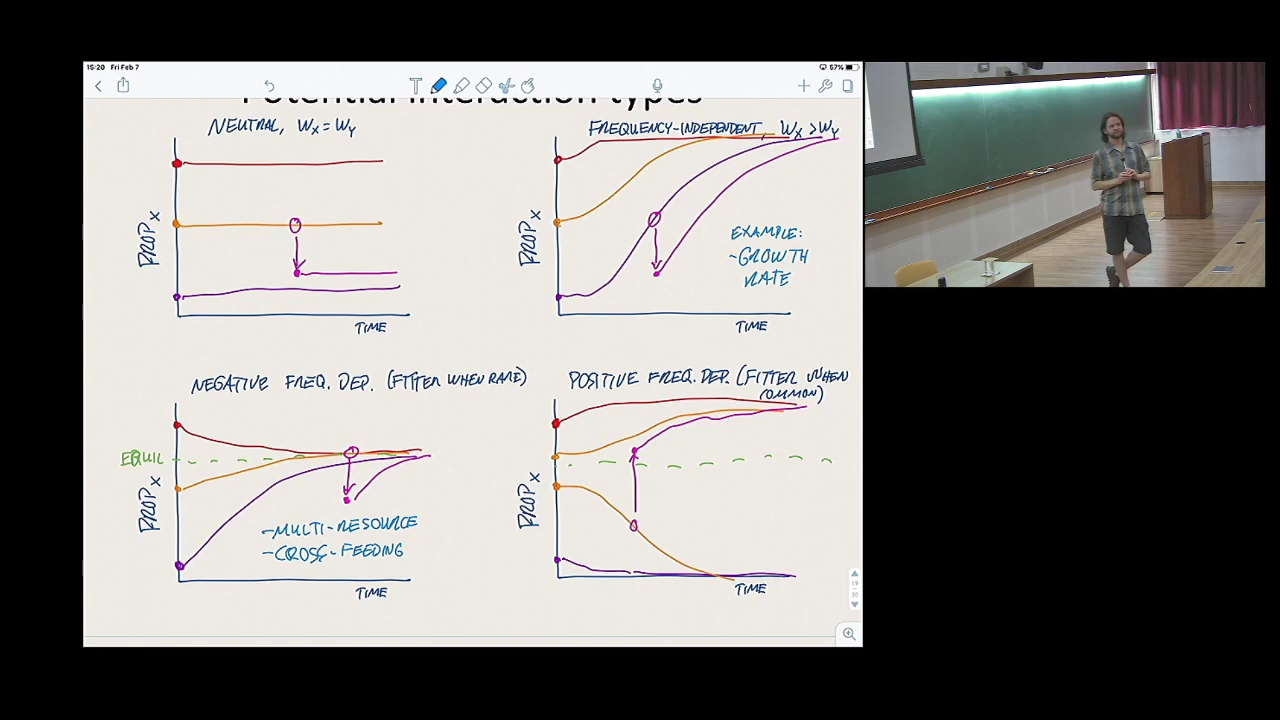 15:20 Fri Feb 7
57%
Potential interaction types
NEUTRAL, Wx = Wy
PROP x
TIME
FREQUENCY-INDEPENDENT, Wx > Wy
PROP x
EXAMPLE:
- GROWTH
RATE
TIME
NEGATIVE FREQ. DEP. (FITTER WHEN RARE)
EQUIL
PROP x
- MULTI-RESOURCE
- CROSS-FEEDING
TIME
POSITIVE FREQ. DEP. (FITTER WHEN
COMMON)
PROP x
TIME
19
30